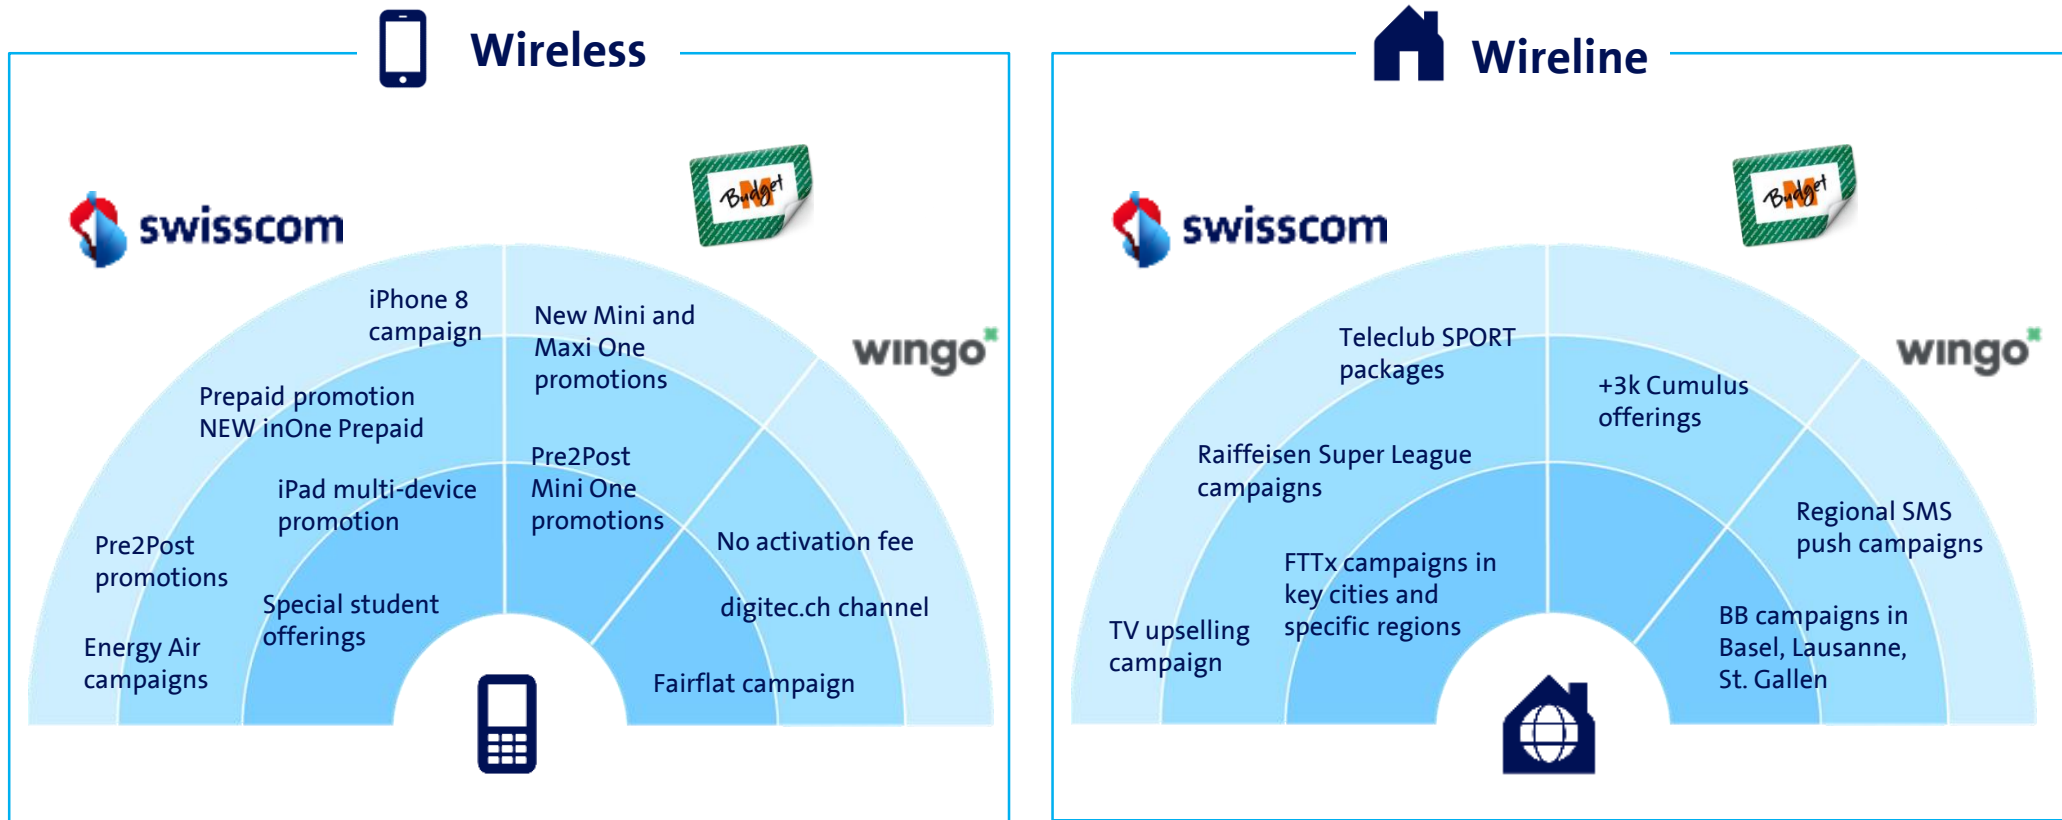 Wireless
swisscom
M
Budget
wingo
iPhone 8
campaign
New Mini and
Maxi One
promotions
Prepaid promotion
NEW inOne Prepaid
Pre2Post
Mini One
promotions
iPad multi-device
promotion
Pre2Post
promotions
No activation fee
Special student
offerings
digitec.ch channel
Energy Air
campaigns
Fairflat campaign
Wireline
swisscom
M
Budget
wingo
Teleclub SPORT
packages
+3k Cumulus
offerings
Raiffeisen Super League
campaigns
Regional SMS
push campaigns
FTTx campaigns in
key cities and
specific regions
TV upselling
campaign
BB campaigns in
Basel, Lausanne,
St. Gallen